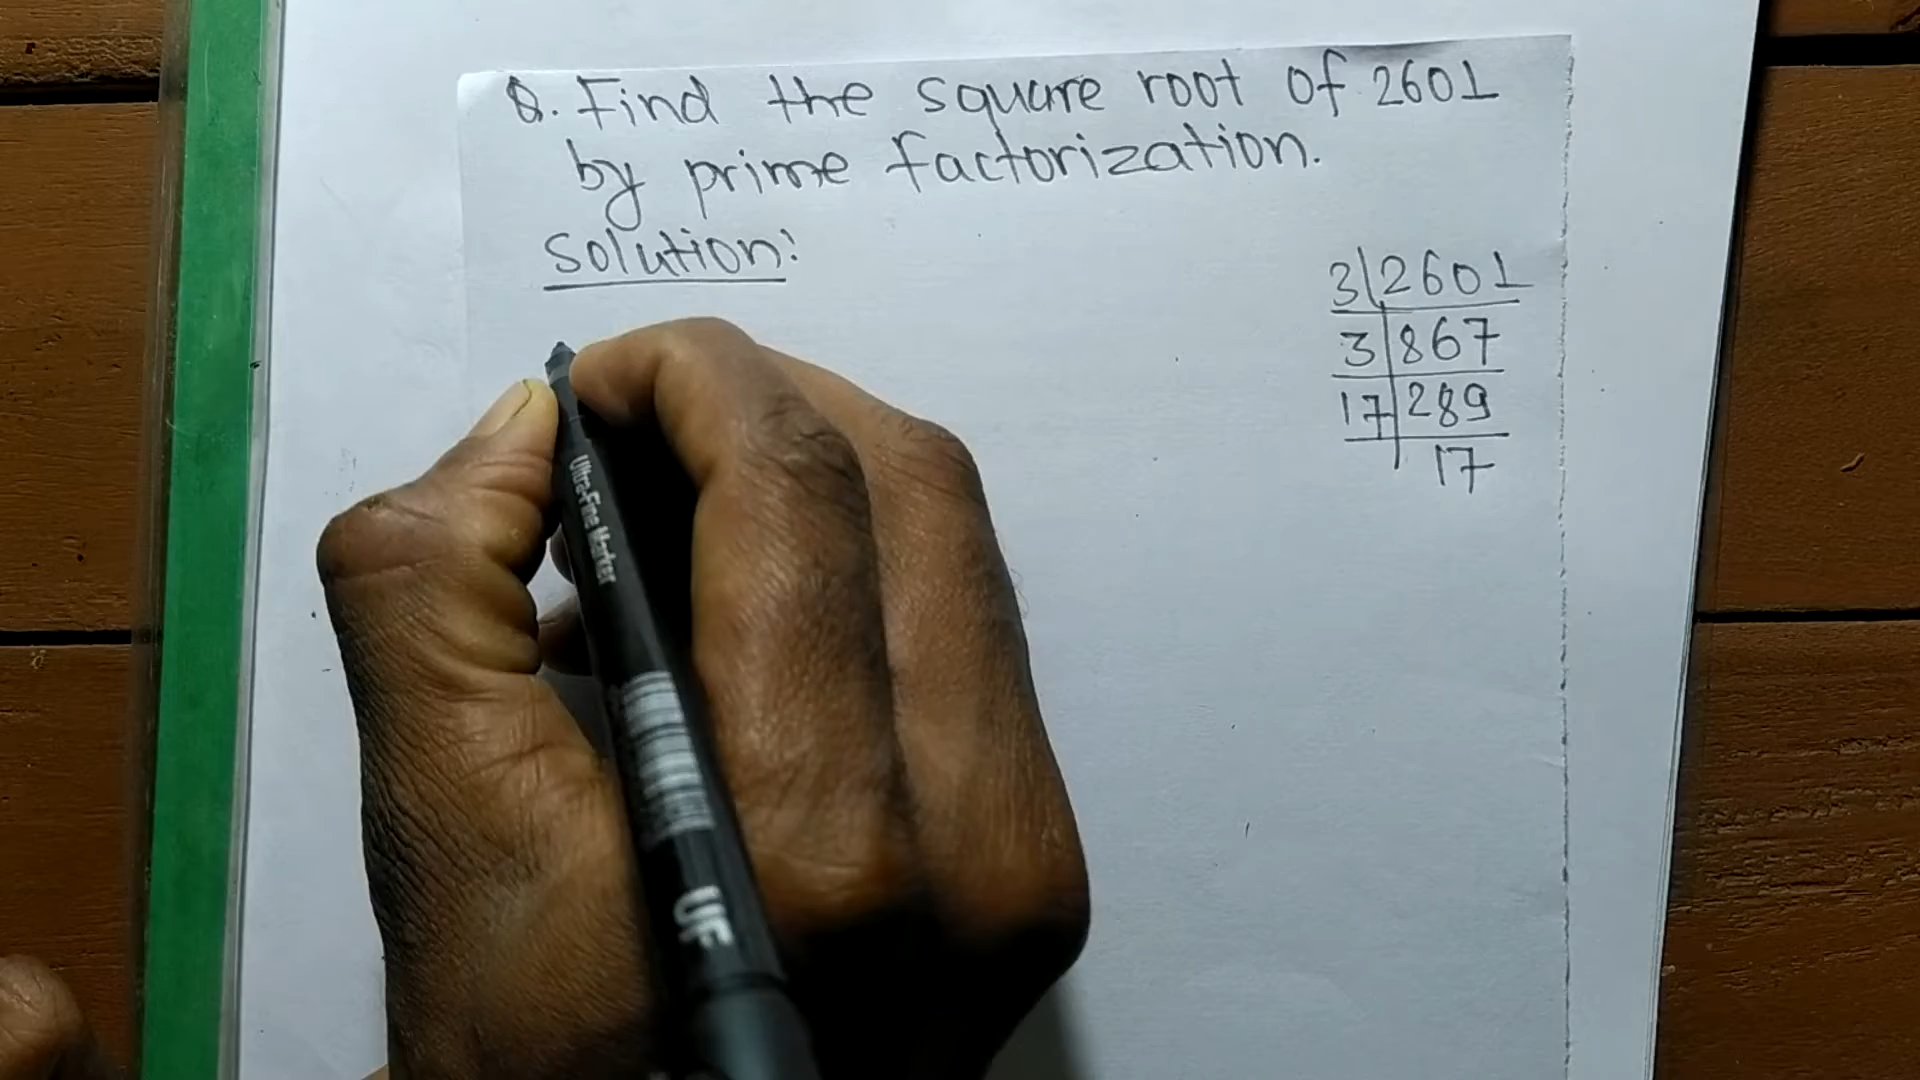 Q. Find the square root of 2601
by prime factorization.
Solution:
3 2601
3 867
17 289
17
Ultra-Fine Marker
UF